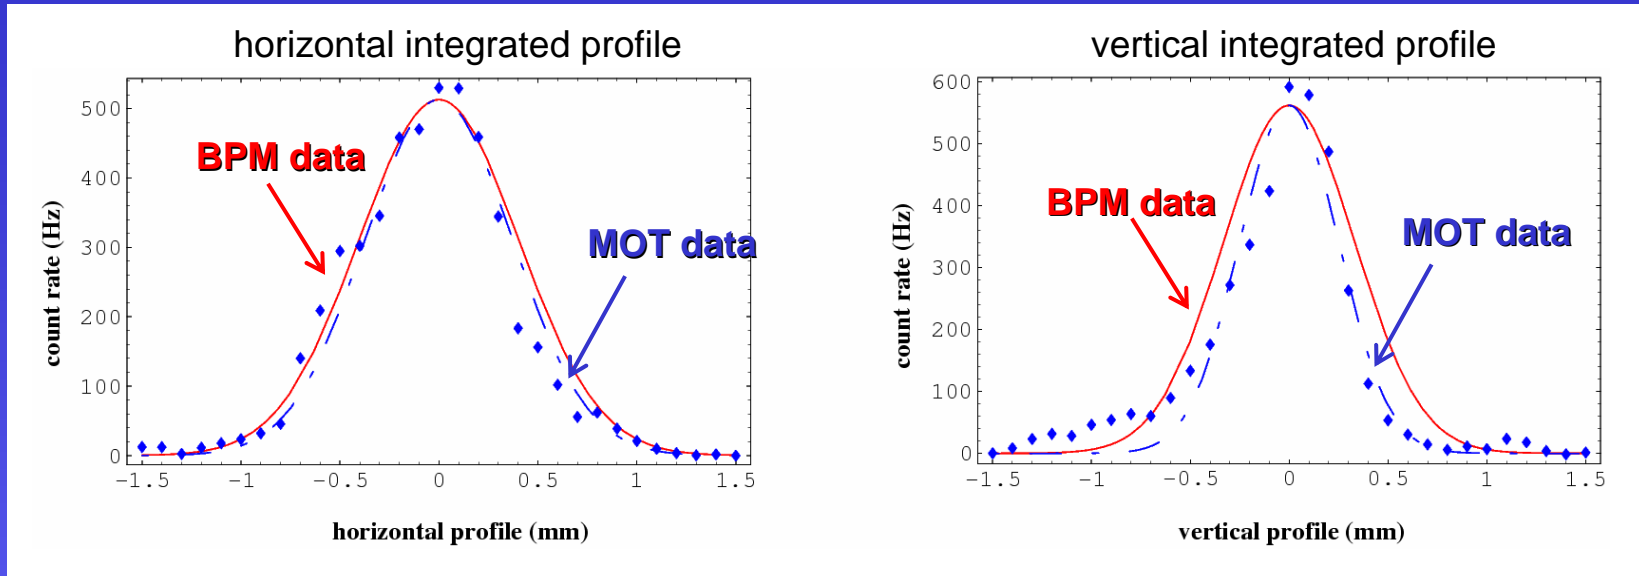 horizontal integrated profile
500
400
300
200
100
0
count rate (Hz)
BPM data
MOT data
-1.5 -1 -0.5 0 0.5 1 1.5
horizontal profile (mm)
vertical integrated profile
600
500
400
300
200
100
0
count rate (Hz)
BPM data
MOT data
-1.5 -1 -0.5 0 0.5 1 1.5
vertical profile (mm)